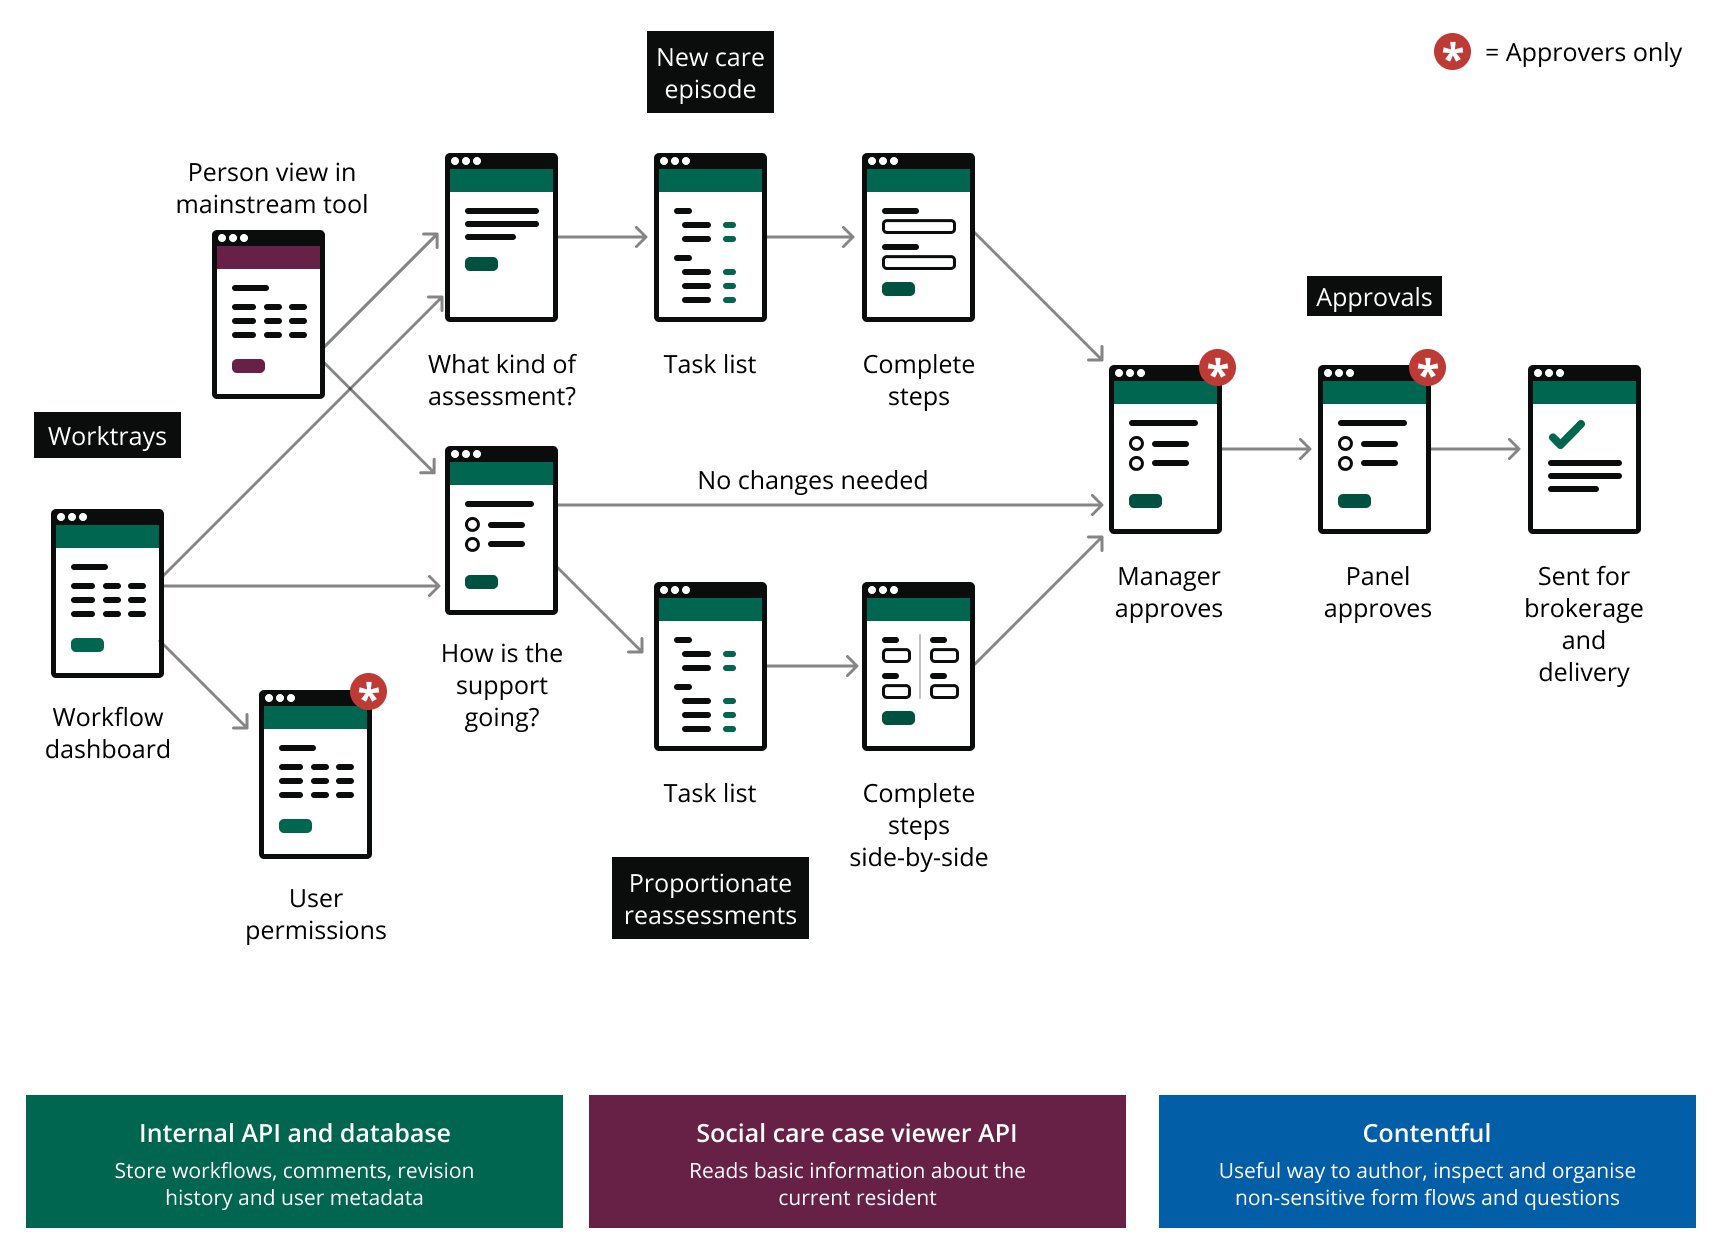 New care
episode
* = Approvers only
Person view in
mainstream tool
What kind of
assessment?
Task list
Complete
steps
Approvals
*
*
Worktrays
No changes needed
Manager
approves
Panel
approves
Sent for
brokerage
and
delivery
How is the
support
going?
Workflow
dashboard
*
User
permissions
Task list
Complete
steps
side-by-side
Proportionate
reassessments
Internal API and database
Store workflows, comments, revision
history and user metadata
Social care case viewer API
Reads basic information about the
current resident
Contentful
Useful way to author, inspect and organise
non-sensitive form flows and questions